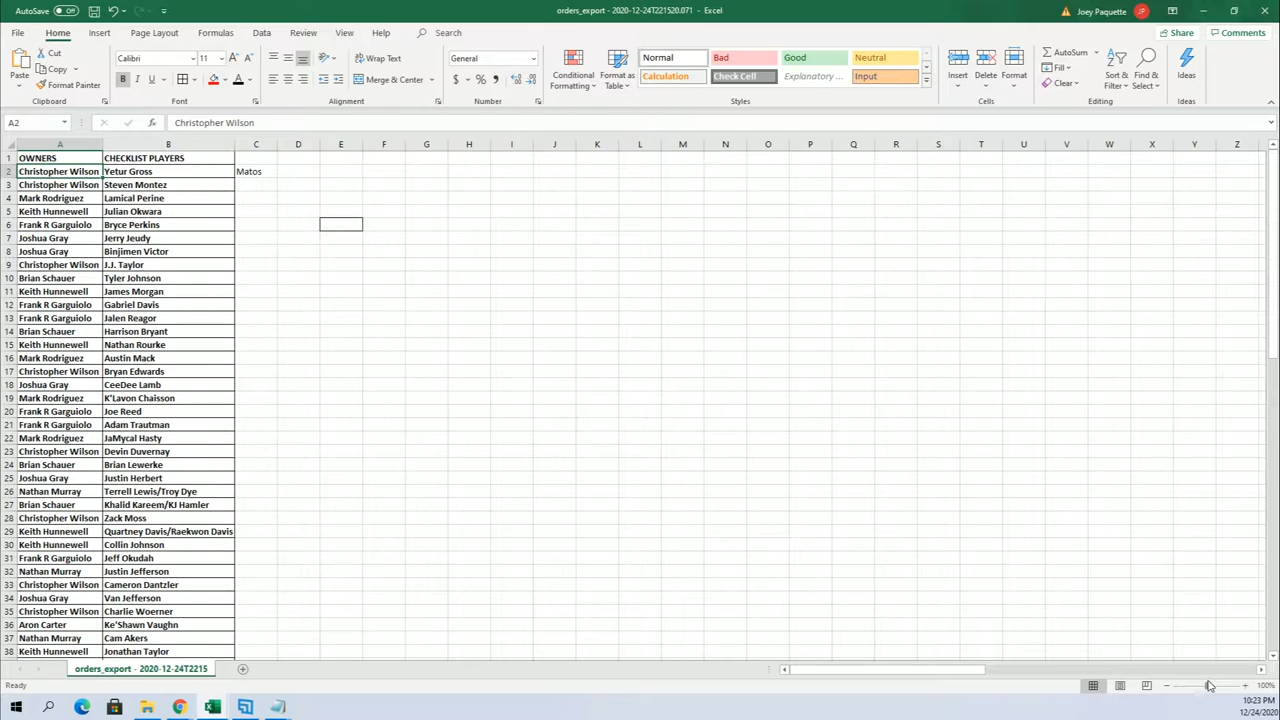 AutoSave Off orders_export - 2020-12-24T221520.071 - Excel Joey Paquette JP
File Home Insert Page Layout Formulas Data Review View Help Search Share Comments
Paste Cut Copy Format Painter Clipboard
Calibri 11 B I U Font
Wrap Text Merge & Center Alignment
General $ % Number
Conditional Formatting Format as Table Normal Bad Good Neutral Calculation Check Cell Explanatory ... Input Styles
Insert Delete Format Cells
AutoSum Fill Clear Sort & Filter Find & Select Editing
Ideas Ideas
A2 Christopher Wilson
A B C D E F G H I J K L M N O P Q R S T U V W X Y Z
1 OWNERS CHECKLIST PLAYERS
2 Christopher Wilson Yetur Gross Matos
3 Christopher Wilson Steven Montez
4 Mark Rodriguez Lamical Perine
5 Keith Hunnewell Julian Okwara
6 Frank R Garguiolo Bryce Perkins
7 Joshua Gray Jerry Jeudy
8 Joshua Gray Binjimen Victor
9 Christopher Wilson J.J. Taylor
10 Brian Schauer Tyler Johnson
11 Keith Hunnewell James Morgan
12 Frank R Garguiolo Gabriel Davis
13 Frank R Garguiolo Jalen Reagor
14 Brian Schauer Harrison Bryant
15 Keith Hunnewell Nathan Rourke
16 Mark Rodriguez Austin Mack
17 Christopher Wilson Bryan Edwards
18 Joshua Gray CeeDee Lamb
19 Mark Rodriguez K'Lavon Chaisson
20 Frank R Garguiolo Joe Reed
21 Frank R Garguiolo Adam Trautman
22 Mark Rodriguez JaMycal Hasty
23 Christopher Wilson Devin Duvernay
24 Brian Schauer Brian Lewerke
25 Joshua Gray Justin Herbert
26 Nathan Murray Terrell Lewis/Troy Dye
27 Brian Schauer Khalid Kareem/KJ Hamler
28 Christopher Wilson Zack Moss
29 Keith Hunnewell Quartney Davis/Raekwon Davis
30 Keith Hunnewell Collin Johnson
31 Frank R Garguiolo Jeff Okudah
32 Nathan Murray Justin Jefferson
33 Christopher Wilson Cameron Dantzler
34 Joshua Gray Van Jefferson
35 Christopher Wilson Charlie Woerner
36 Aron Carter Ke'Shawn Vaughn
37 Nathan Murray Cam Akers
38 Keith Hunnewell Jonathan Taylor
orders_export - 2020-12-24T2215
Ready 100%
10:23 PM
12/24/2020